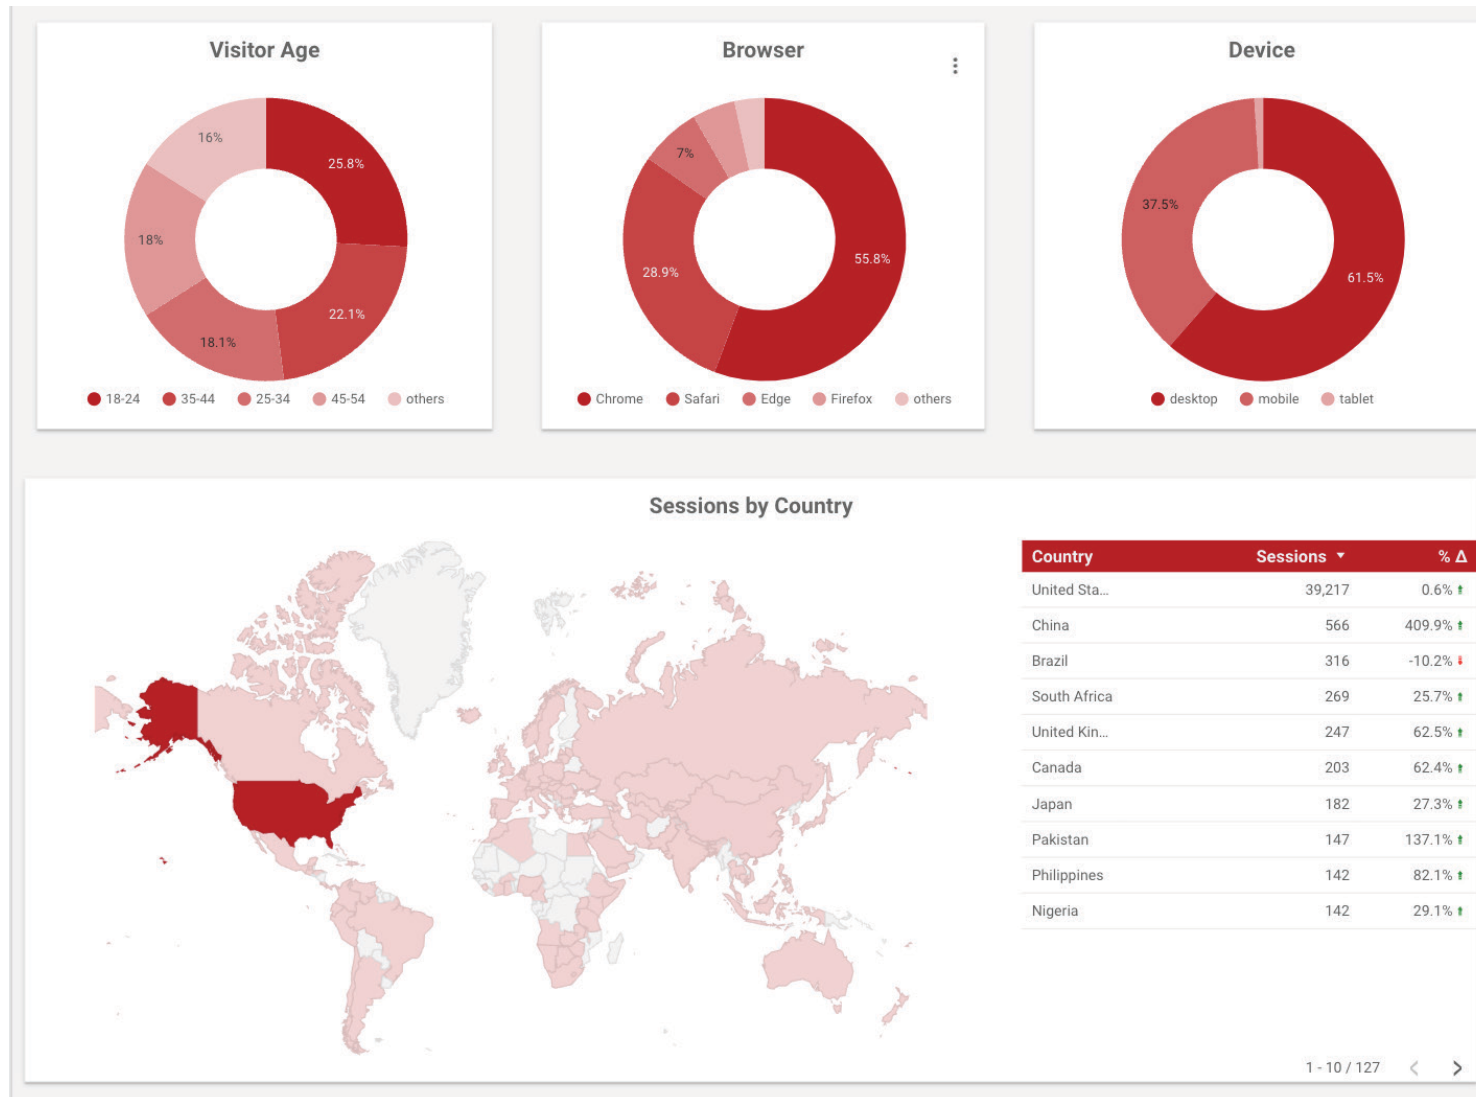 Visitor Age
16%
25.8%
18%
22.1%
18.1%
18-24 35-44 25-34 45-54 others
Browser
7%
55.8%
28.9%
Chrome Safari Edge Firefox others
Device
37.5%
61.5%
desktop mobile tablet
Sessions by Country
Country Sessions % Δ
United Sta... 39,217 0.6%
China 566 409.9%
Brazil 316 -10.2%
South Africa 269 25.7%
United Kin... 247 62.5%
Canada 203 62.4%
Japan 182 27.3%
Pakistan 147 137.1%
Philippines 142 82.1%
Nigeria 142 29.1%
1 - 10 / 127